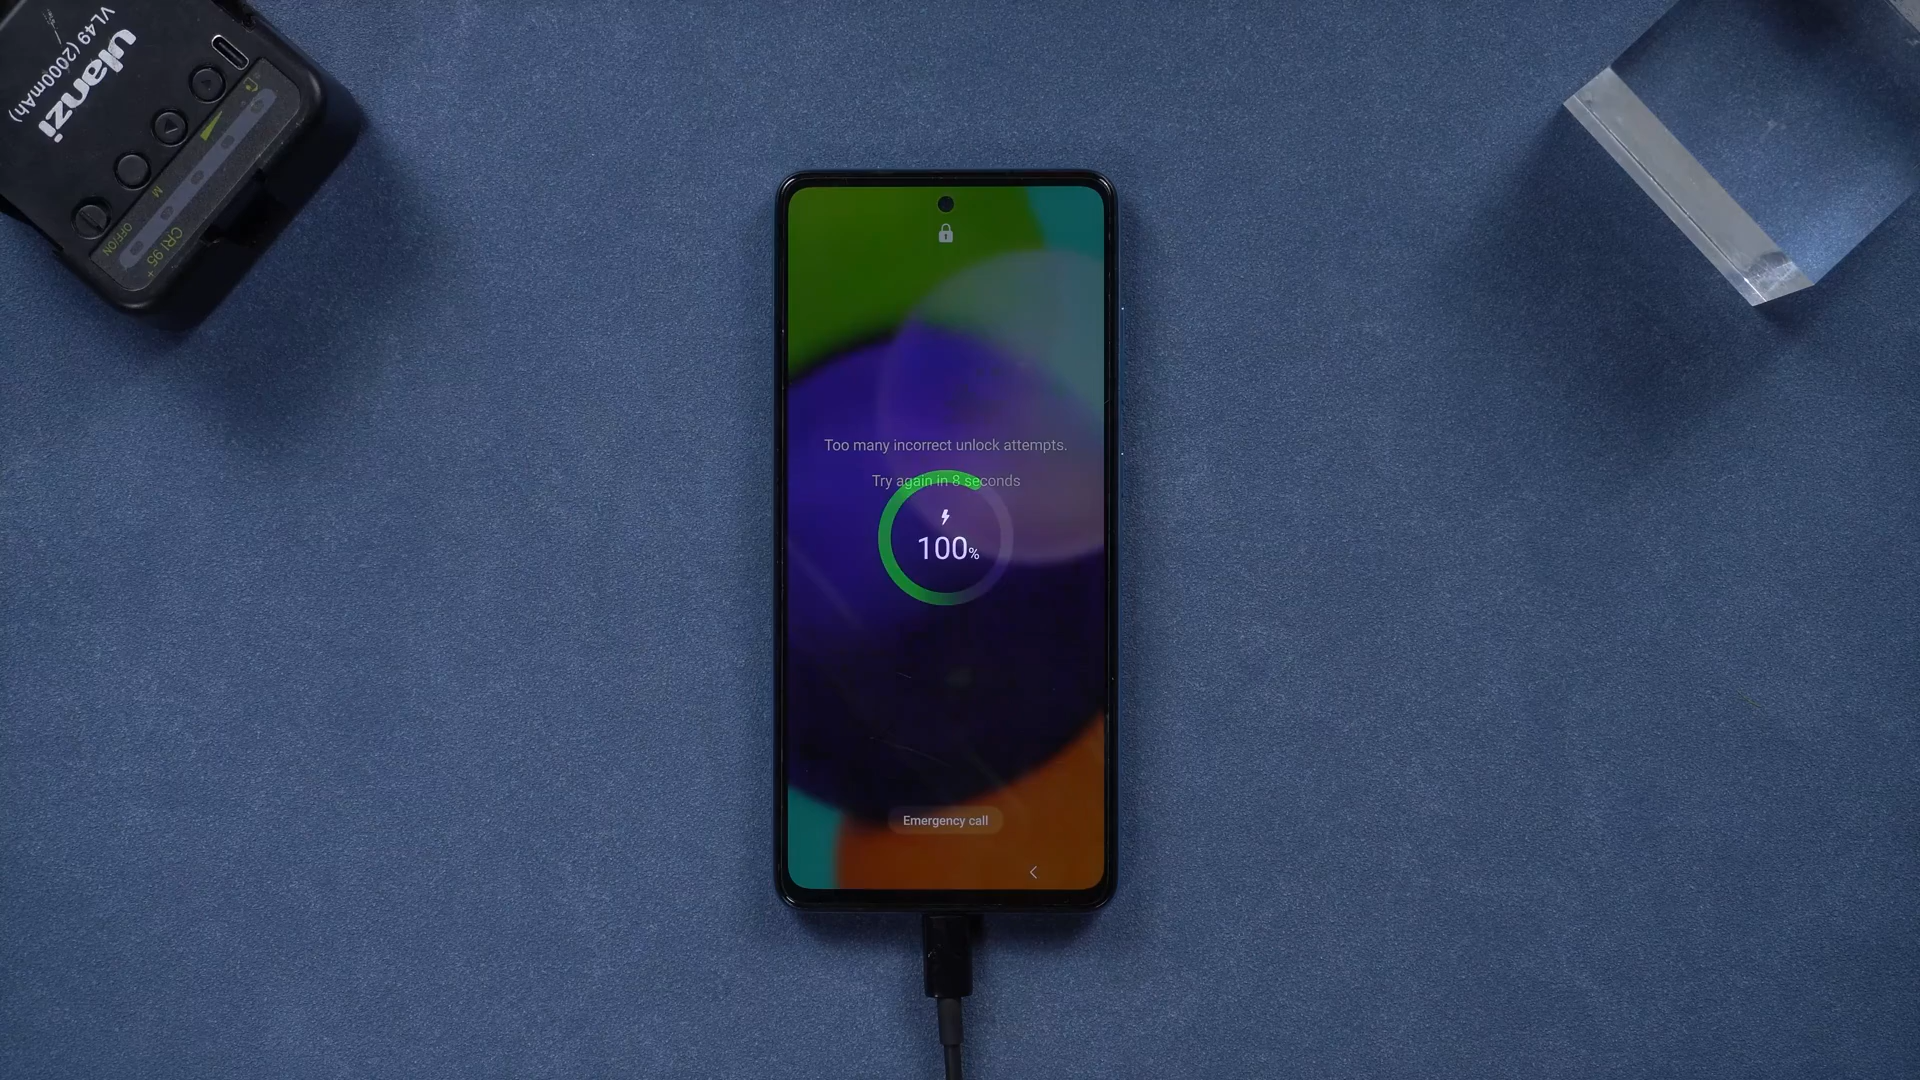 VL49 (2000mAh)
ulanzi
M
OFF/ON
CRI 95 +
Too many incorrect unlock attempts.
Try again in 8 seconds
100%
Emergency call